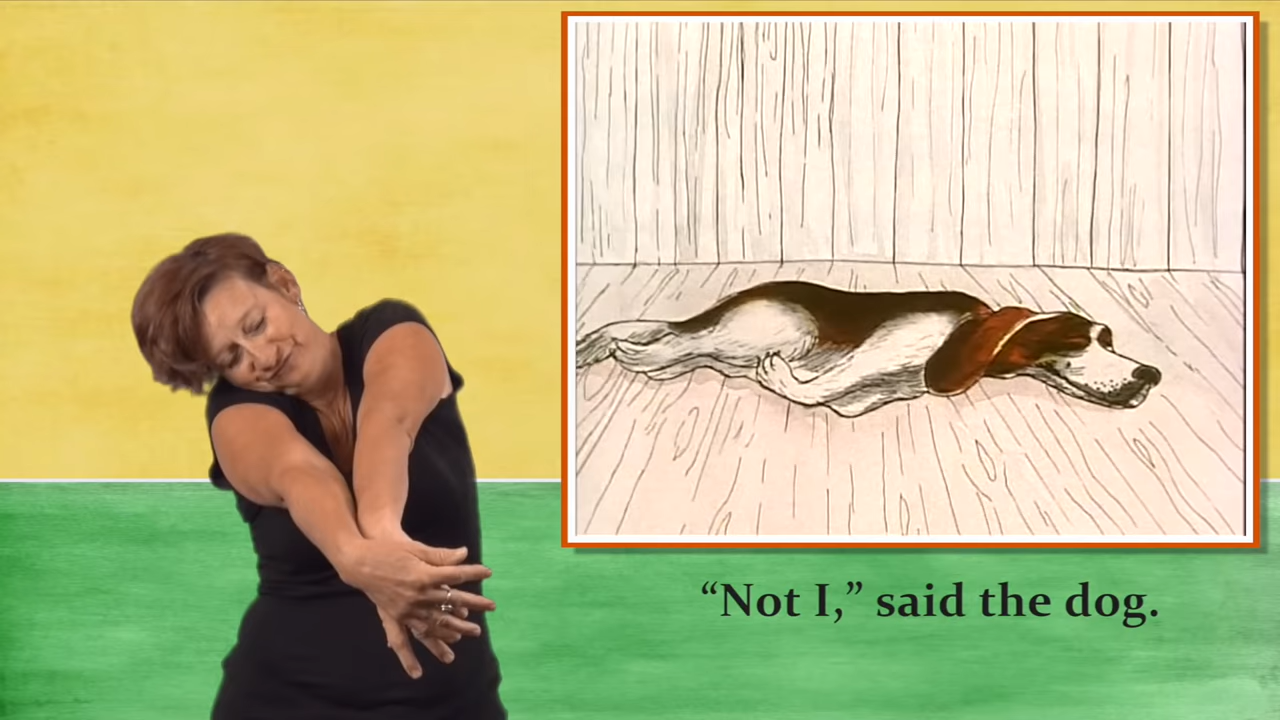 “Not I,” said the dog.